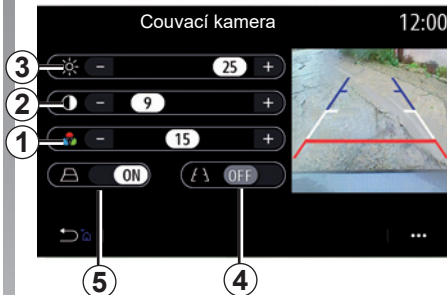 Couvací kamera 12:00
3 - 25 +
2 - 9 +
1 - 15 +
ON OFF
5 4